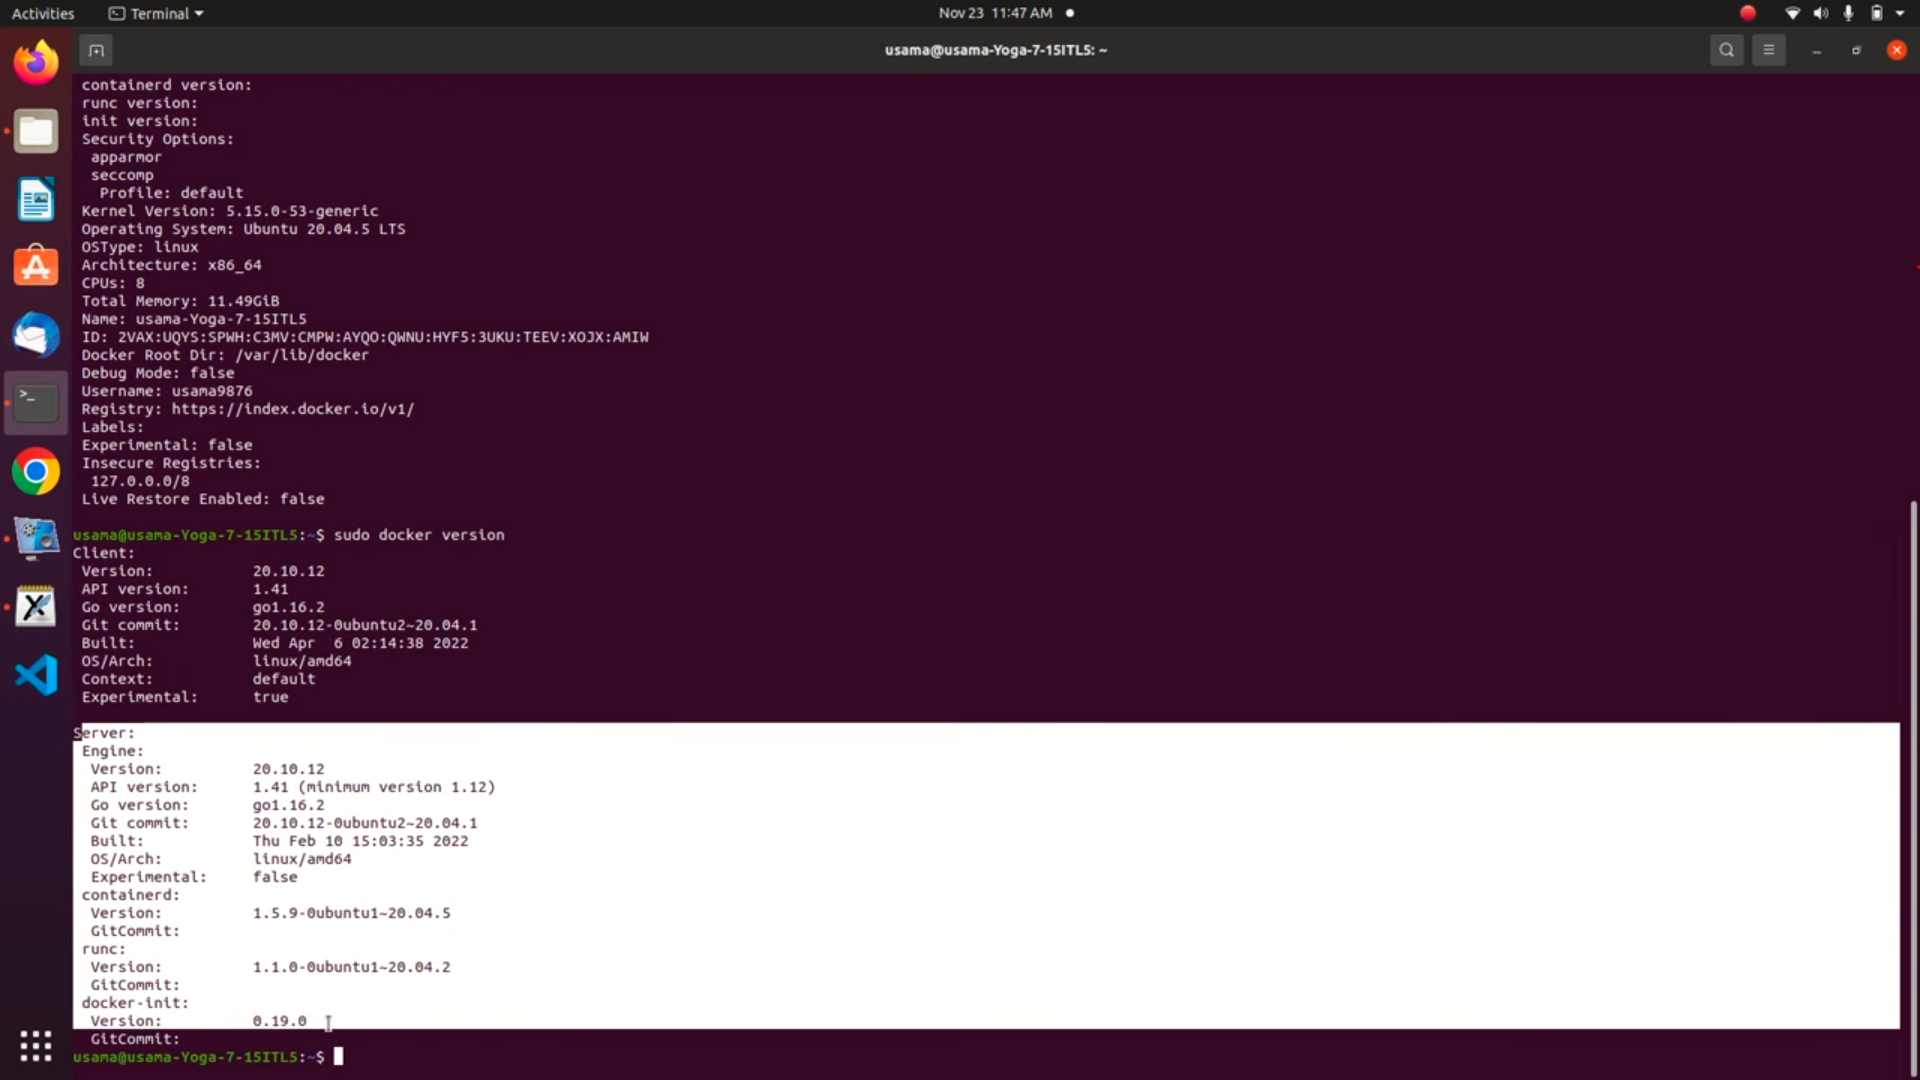 Activities
Terminal
Nov 23 11:47 AM
usama@usama-Yoga-7-15ITL5: ~
containerd version:
runc version:
init version:
Security Options:
apparmor
seccomp
Profile: default
Kernel Version: 5.15.0-53-generic
Operating System: Ubuntu 20.04.5 LTS
OSType: linux
Architecture: x86_64
CPUs: 8
Total Memory: 11.49GiB
Name: usama-Yoga-7-15ITL5
ID: 2VAX:UQYS:SPWH:C3MV:CMPW:AYQO:QWNU:HYF5:3UKU:TEEV:XOJX:AMIW
Docker Root Dir: /var/lib/docker
Debug Mode: false
Username: usama9876
Registry: https://index.docker.io/v1/
Labels:
Experimental: false
Insecure Registries:
127.0.0.0/8
Live Restore Enabled: false
usama@usama-Yoga-7-15ITL5:~$ sudo docker version
Client:
Version: 20.10.12
API version: 1.41
Go version: go1.16.2
Git commit: 20.10.12-0ubuntu2~20.04.1
Built: Wed Apr  6 02:14:38 2022
OS/Arch: linux/amd64
Context: default
Experimental: true
Server:
Engine:
Version: 20.10.12
API version: 1.41 (minimum version 1.12)
Go version: go1.16.2
Git commit: 20.10.12-0ubuntu2~20.04.1
Built: Thu Feb 10 15:03:35 2022
OS/Arch: linux/amd64
Experimental: false
containerd:
Version: 1.5.9-0ubuntu1~20.04.5
GitCommit:
runc:
Version: 1.1.0-0ubuntu1~20.04.2
GitCommit:
docker-init:
Version: 0.19.0
GitCommit:
usama@usama-Yoga-7-15ITL5:~$